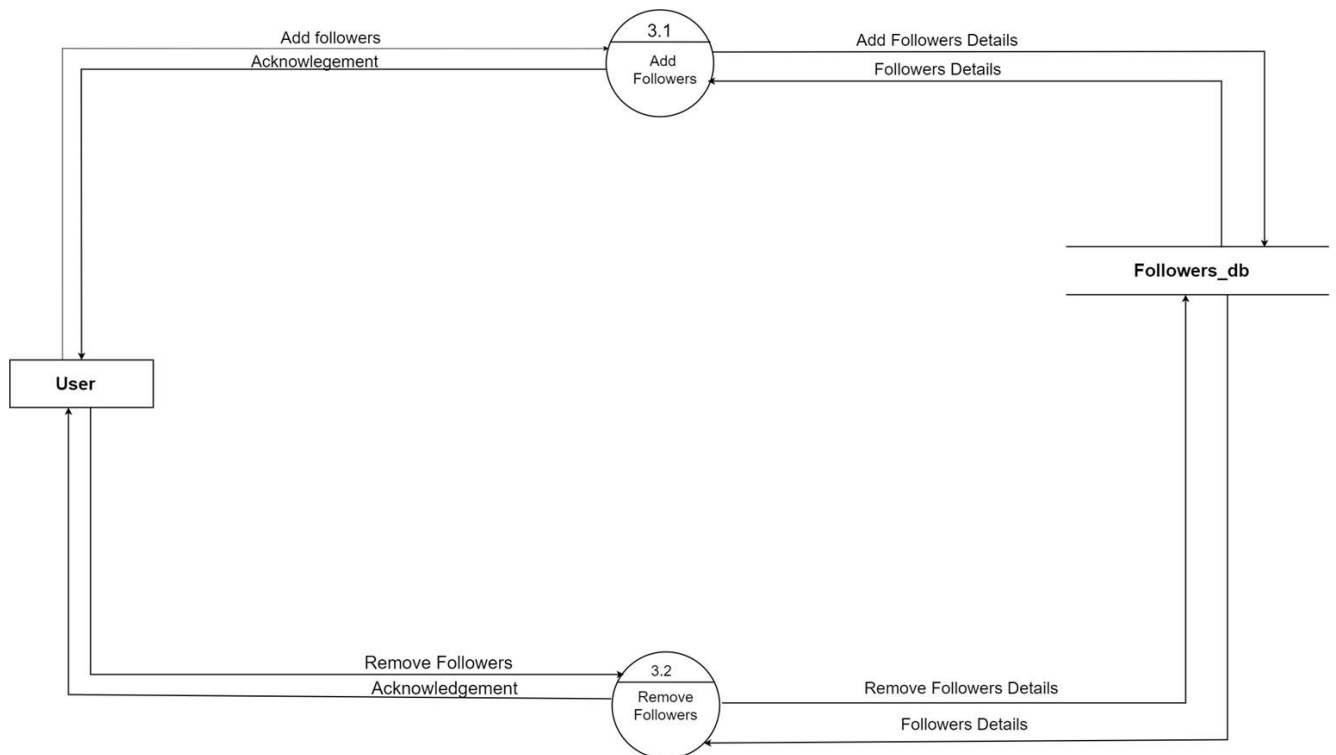 3.1
Add followers
Add Followers Details
Acknowlegement
Add
Followers
Followers Details
Followers_db
User
Remove Followers
3.2
Acknowledgement
Remove
Followers
Remove Followers Details
Followers Details